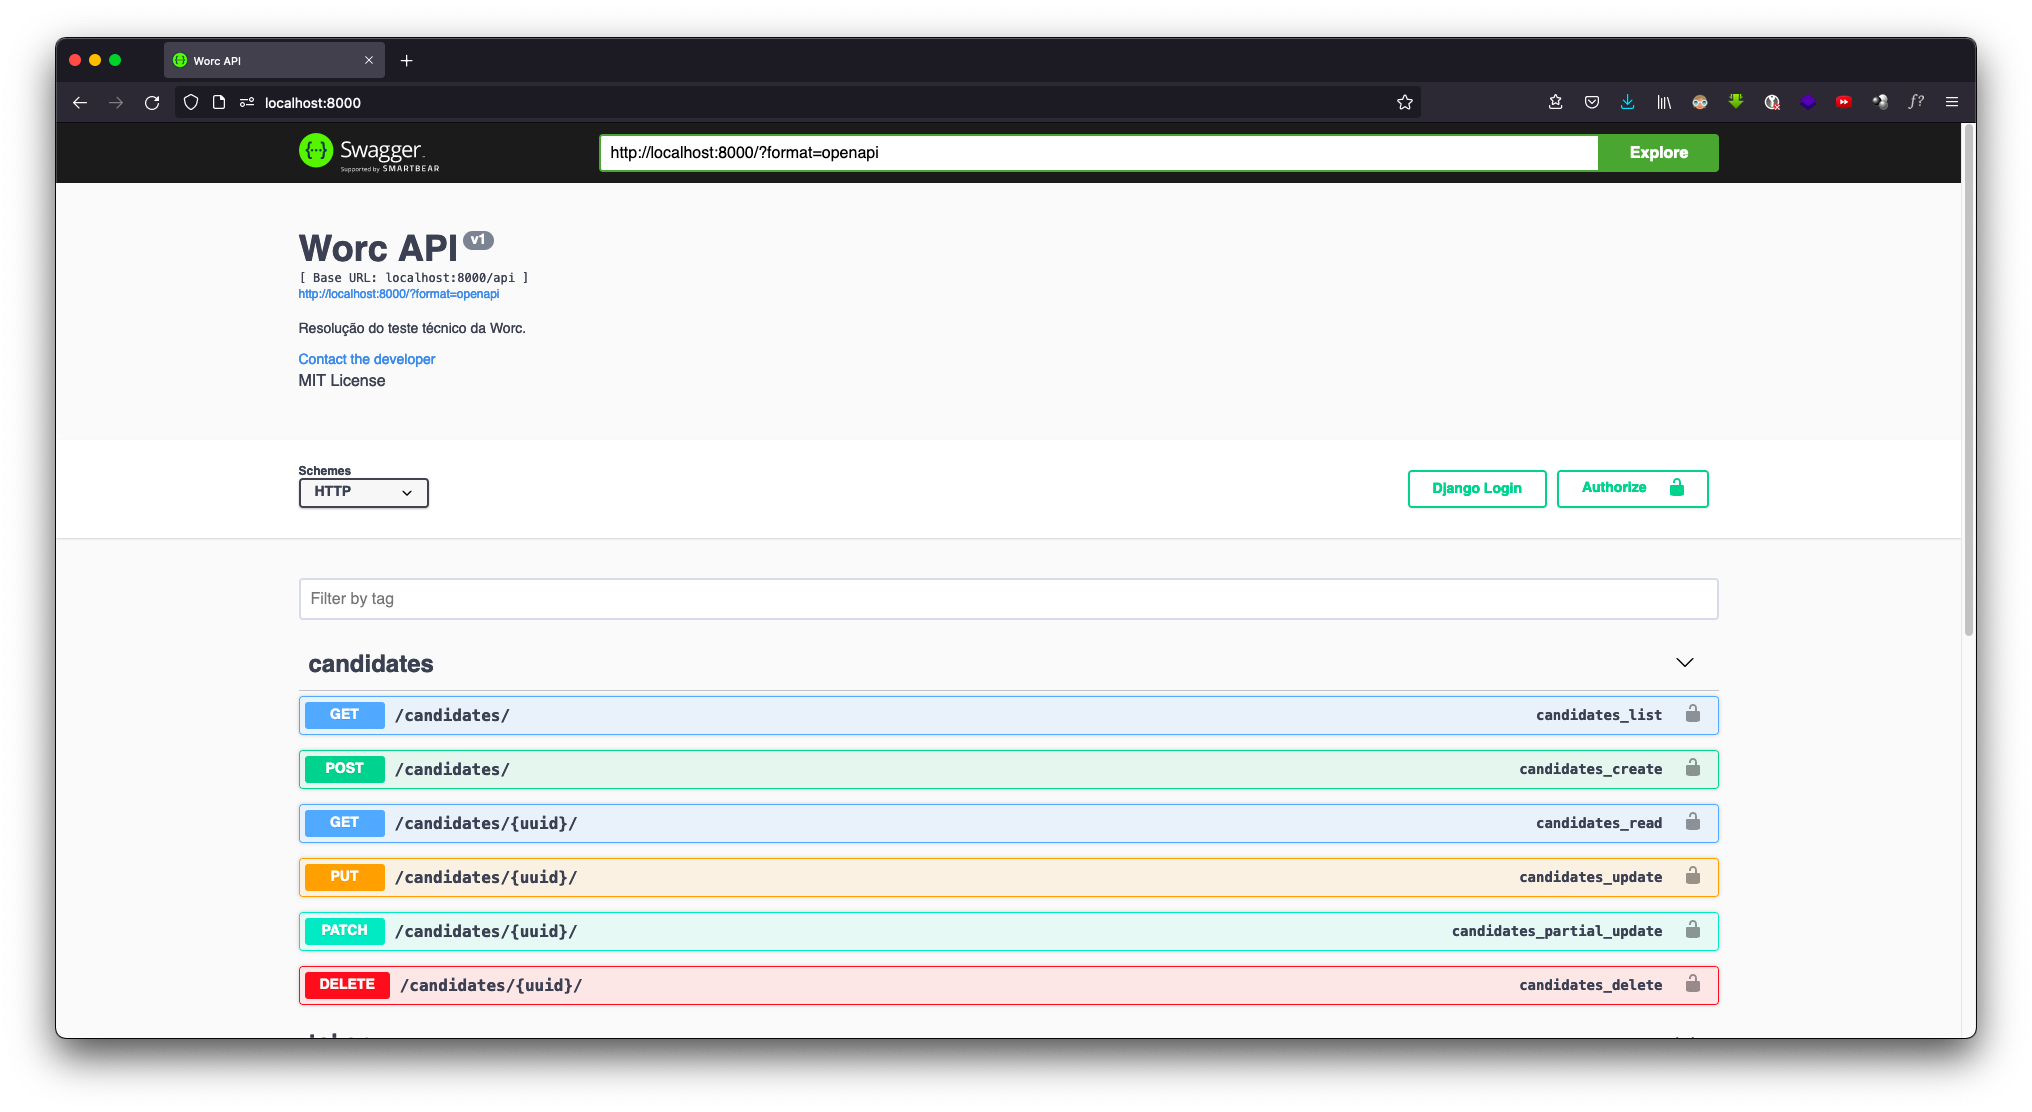 Worc API
localhost:8000
Swagger
Supported by SMARTBEAR
http://localhost:8000/?format=openapi
Explore
Worc API v1
[ Base URL: localhost:8000/api ]
http://localhost:8000/?format=openapi
Resolução do teste técnico da Worc.
Contact the developer
MIT License
Schemes
HTTP
Django Login
Authorize
Filter by tag
candidates
GET /candidates/ candidates_list
POST /candidates/ candidates_create
GET /candidates/{uuid}/ candidates_read
PUT /candidates/{uuid}/ candidates_update
PATCH /candidates/{uuid}/ candidates_partial_update
DELETE /candidates/{uuid}/ candidates_delete